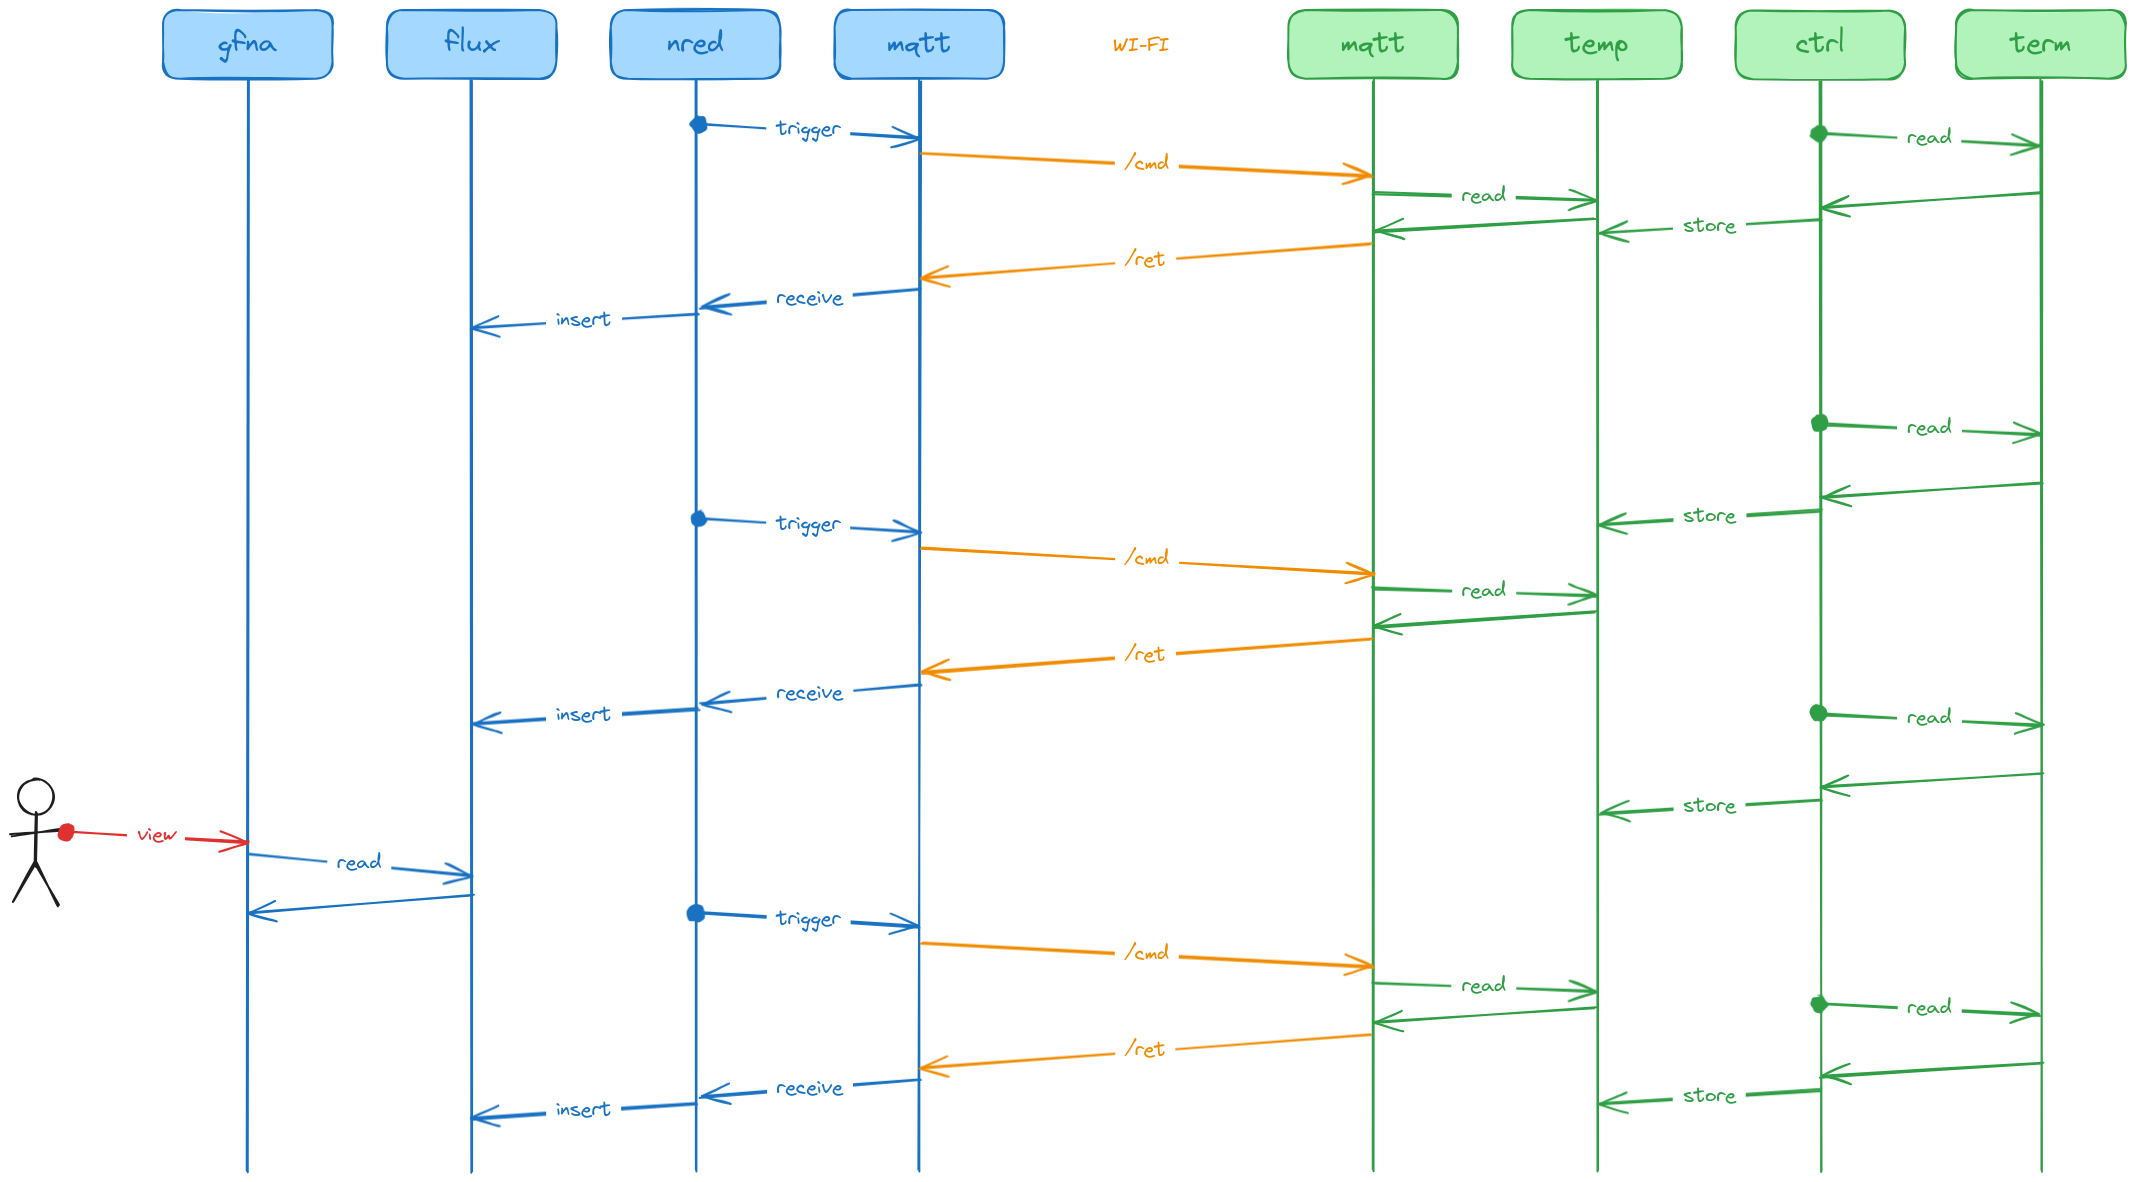 gfna
flux
nred
mqtt
WI-FI
mqtt
temp
ctrl
term
trigger
read
/cmd
read
store
/ret
receive
insert
read
store
trigger
/cmd
read
/ret
receive
insert
read
store
view
read
trigger
/cmd
read
read
/ret
receive
store
insert